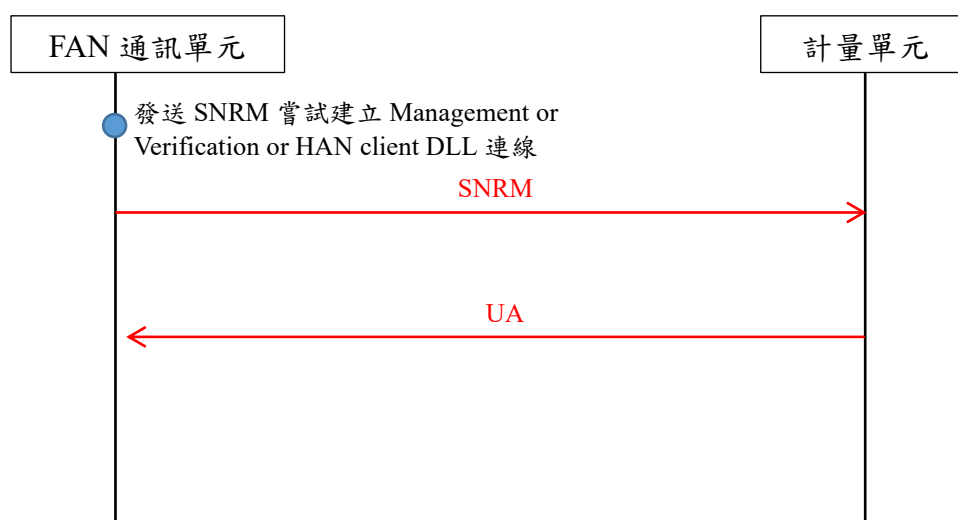 FAN 通訊單元
計量單元
發送 SNRM 嘗試建立 Management or
Verification or HAN client DLL 連線
SNRM
UA